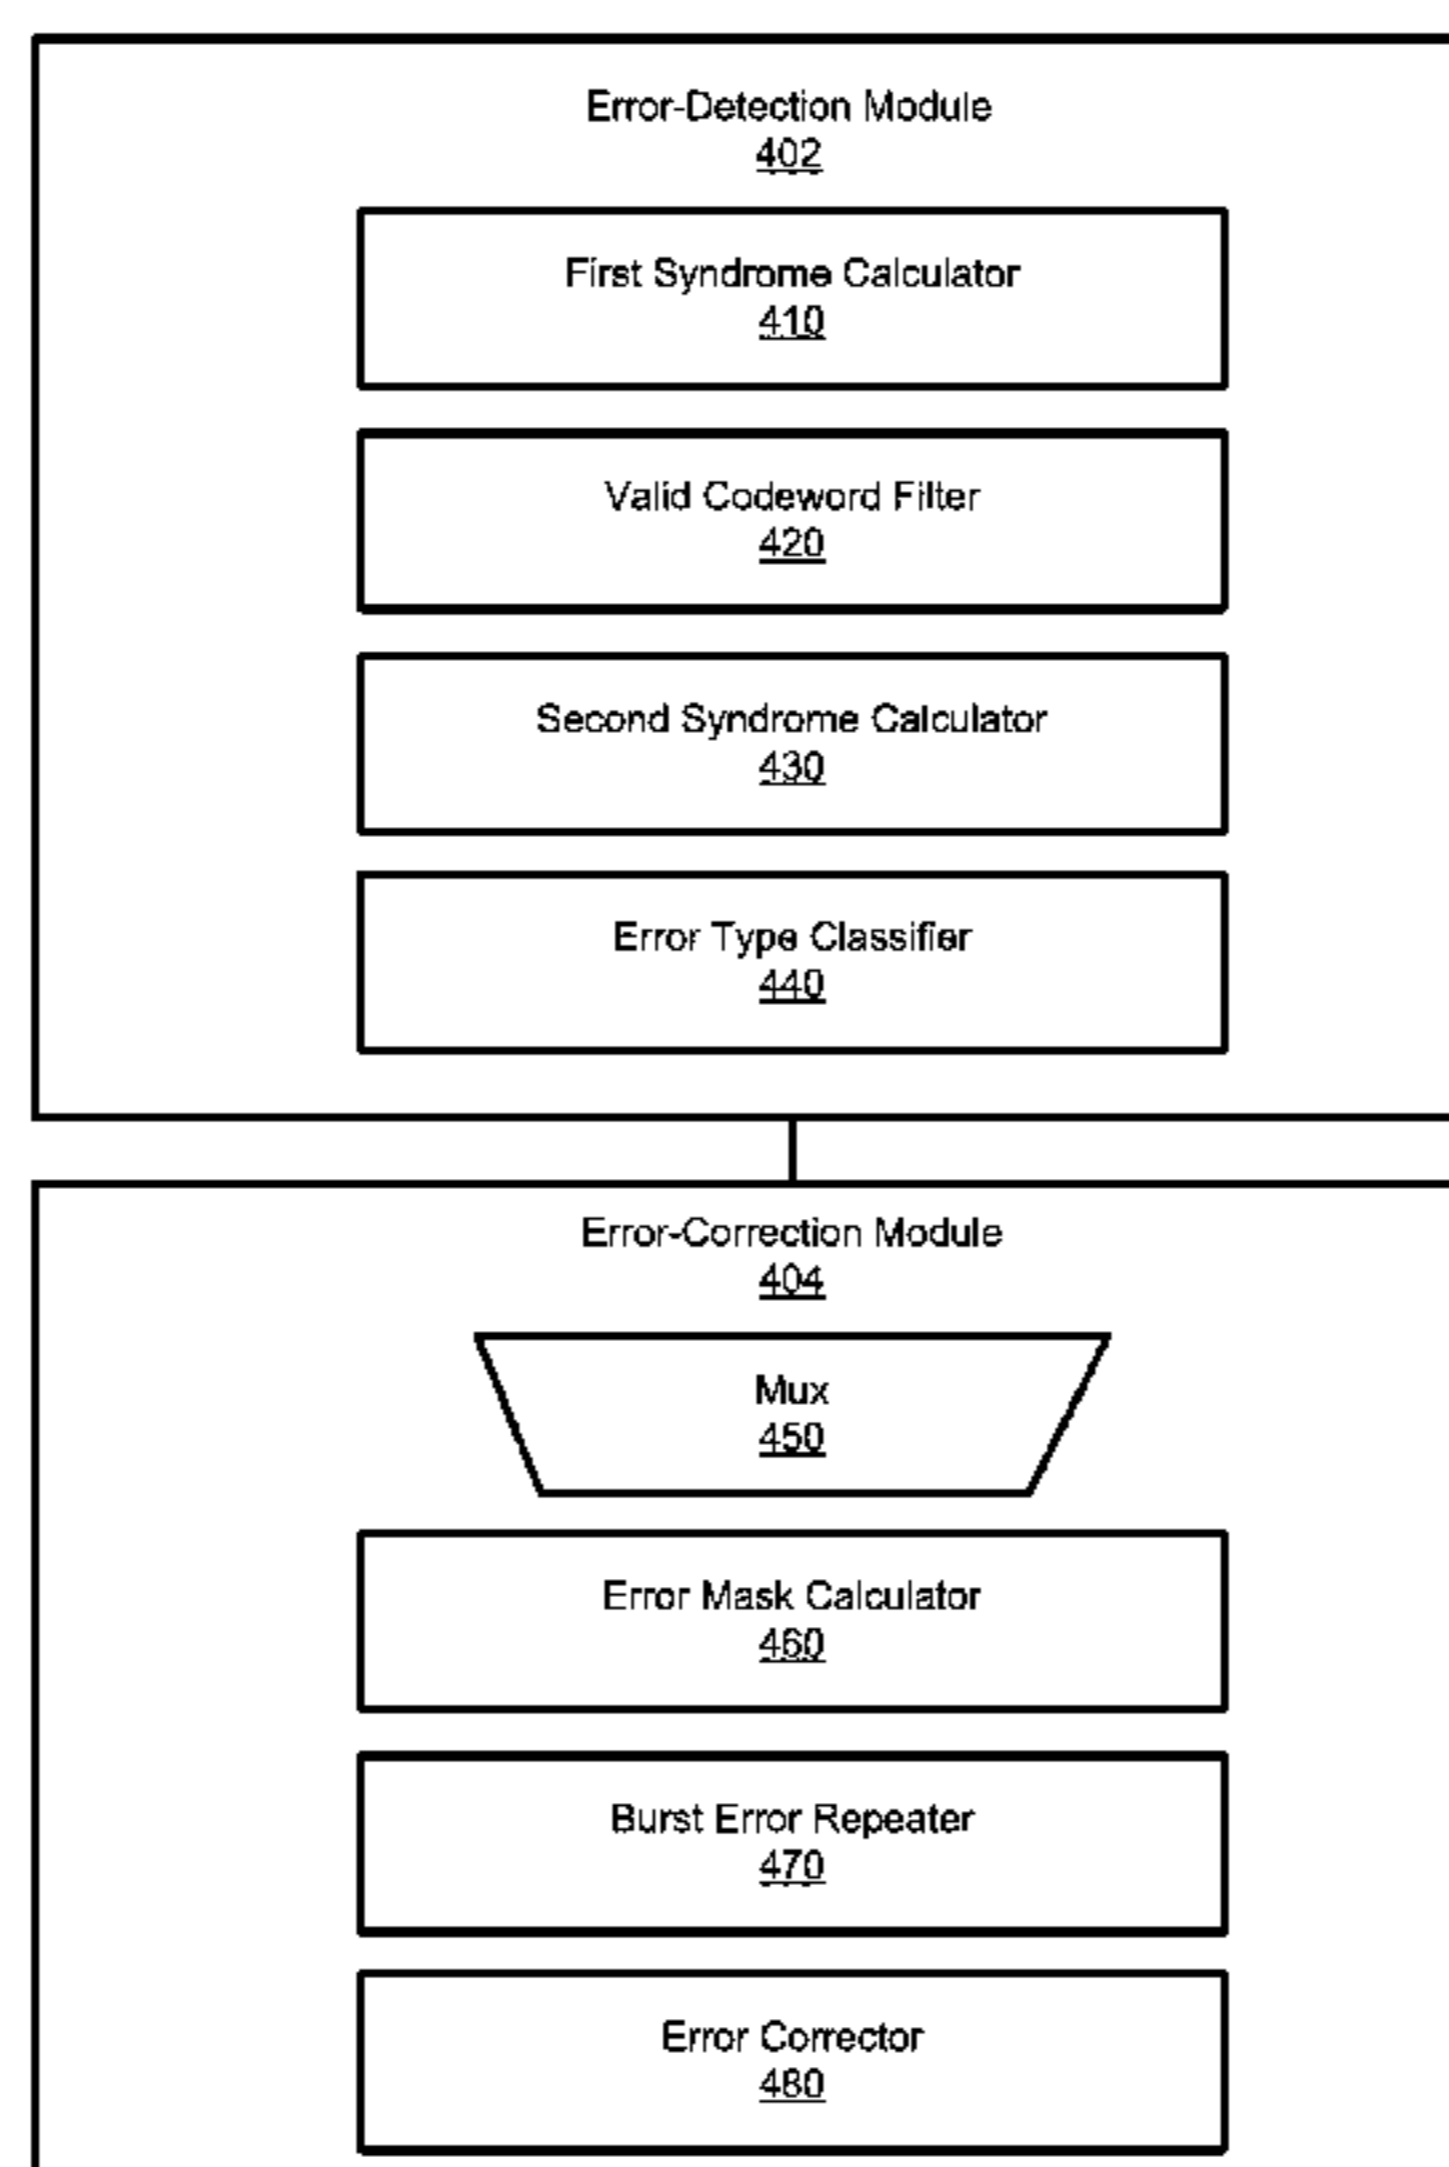 Error-Detection Module
402
First Syndrome Calculator
410
Valid Codeword Filter
420
Second Syndrome Calculator
430
Error Type Classifier
440
Error-Correction Module
404
Mux
450
Error Mask Calculator
460
Burst Error Repeater
470
Error Corrector
480